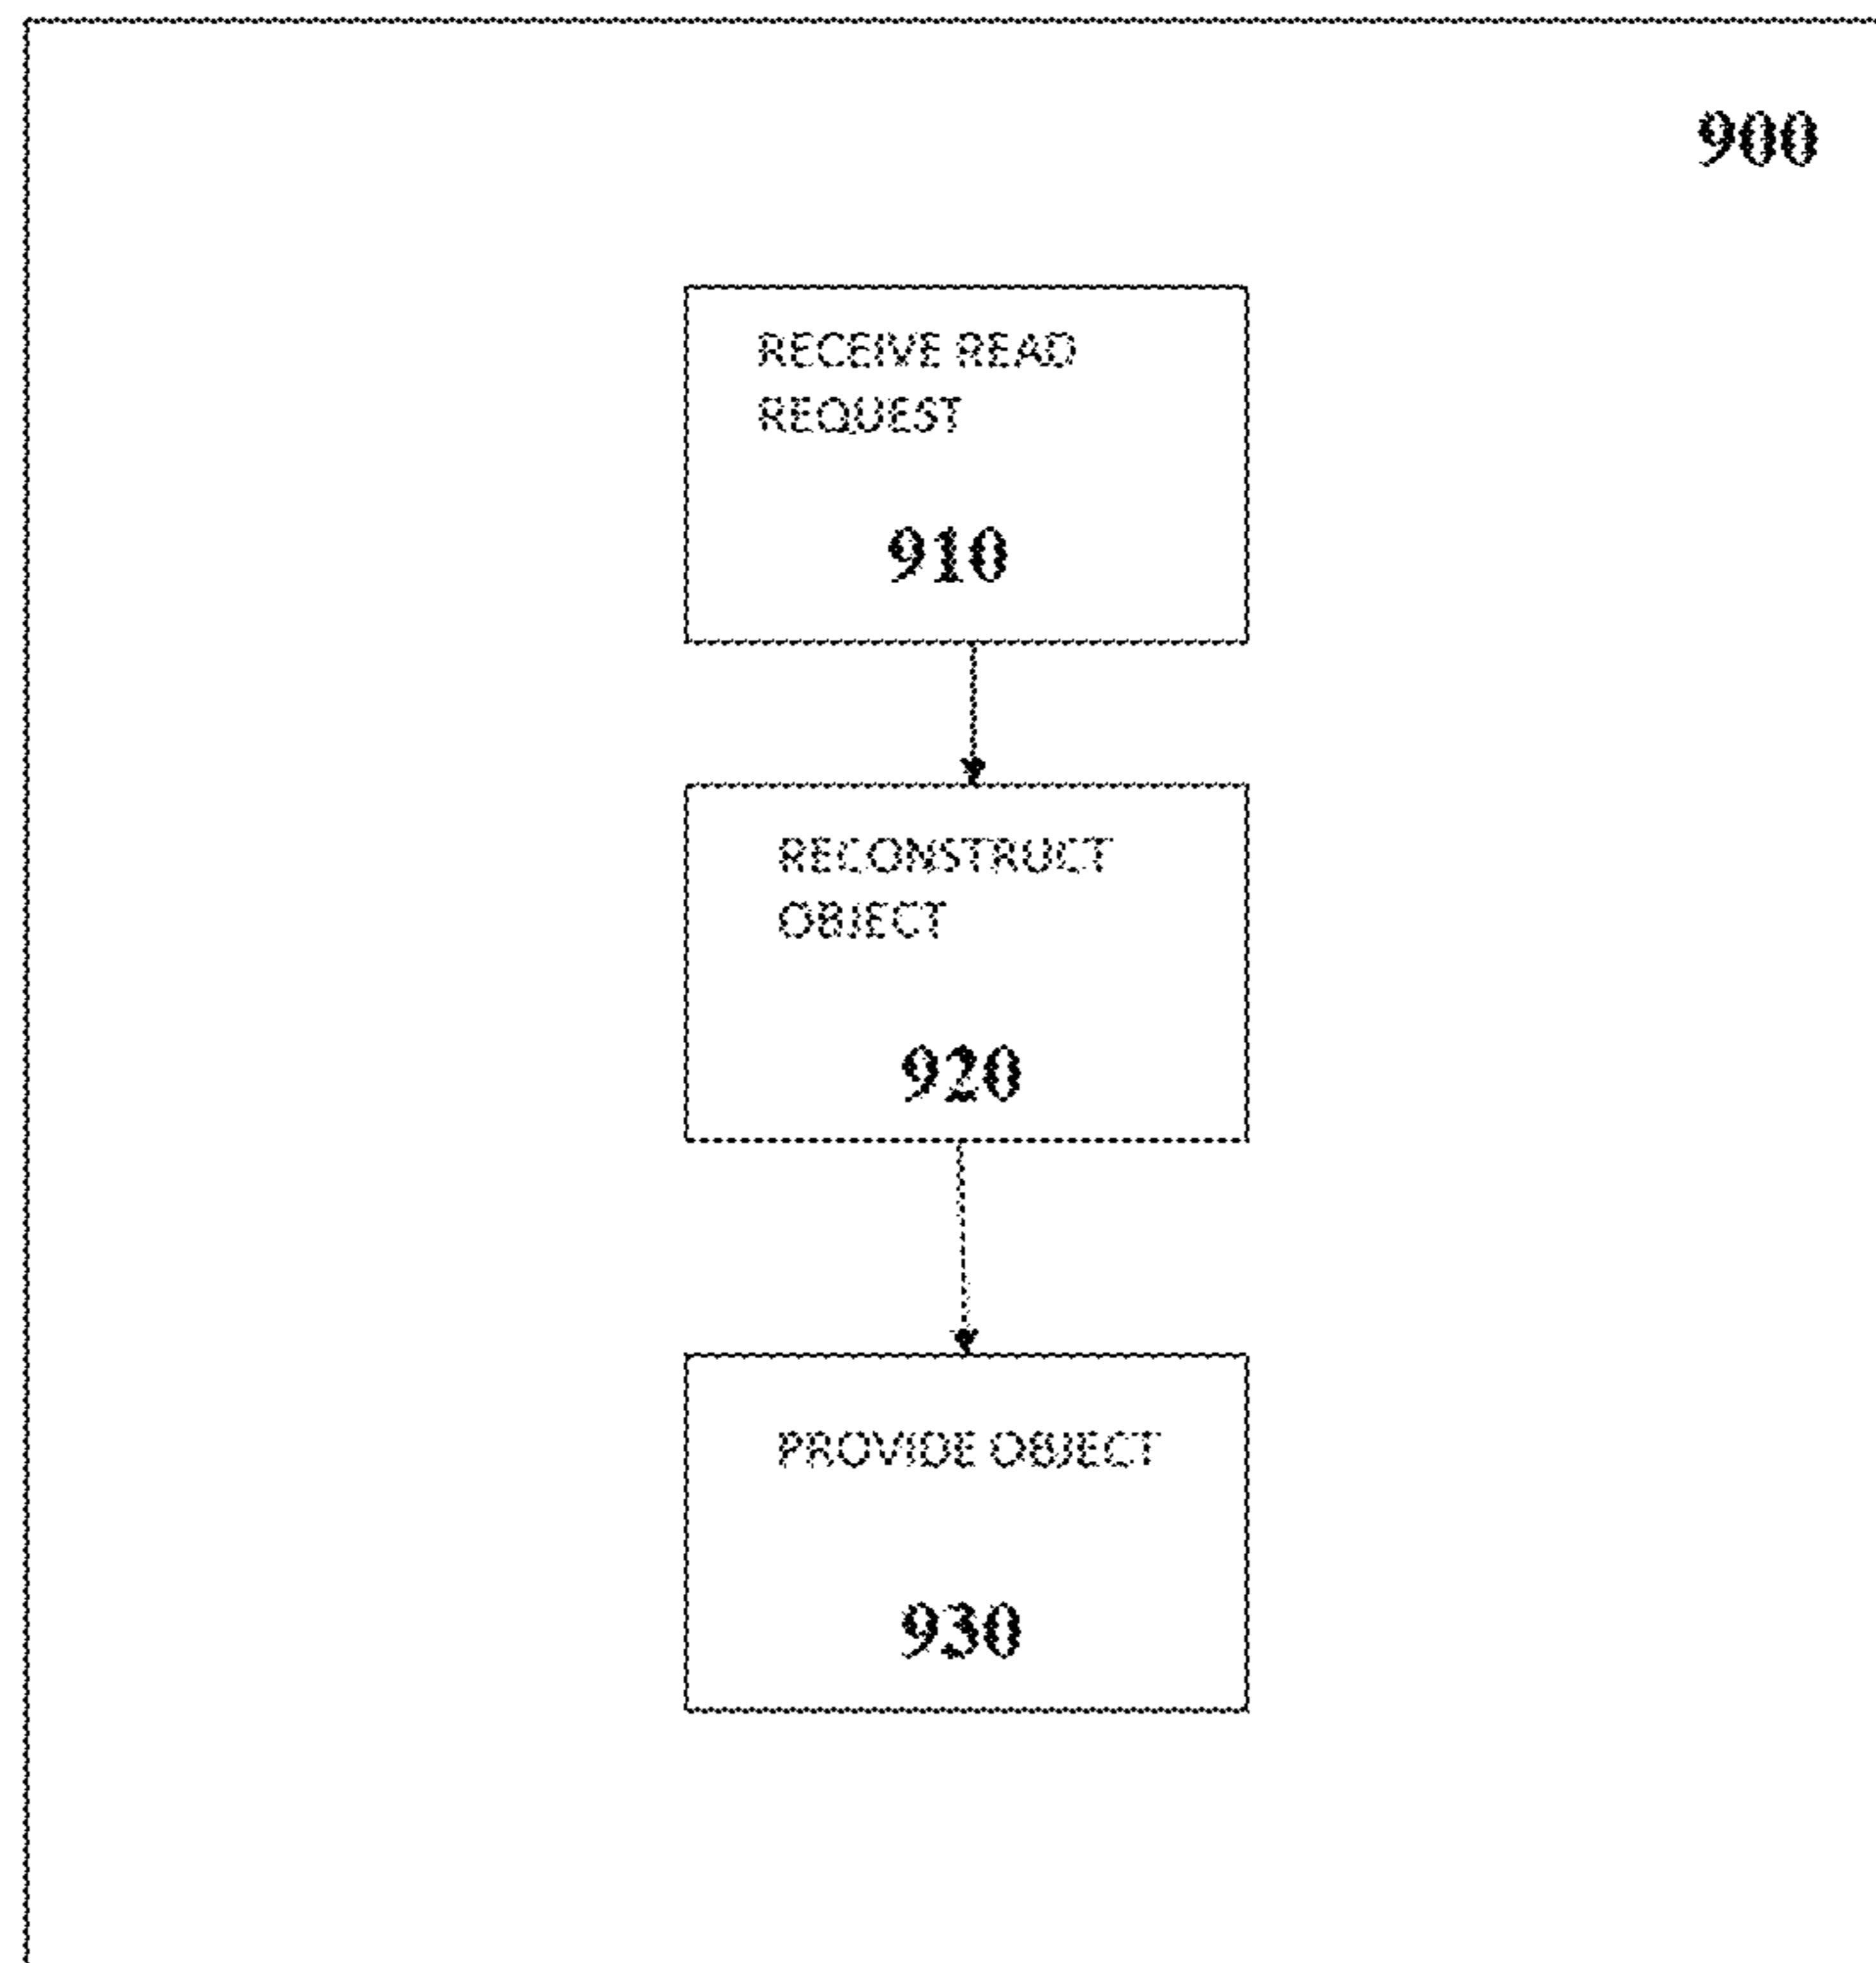 900
RECEIVE READ
REQUEST
910
RECONSTRUCT
OBJECT
920
PROVIDE OBJECT
930